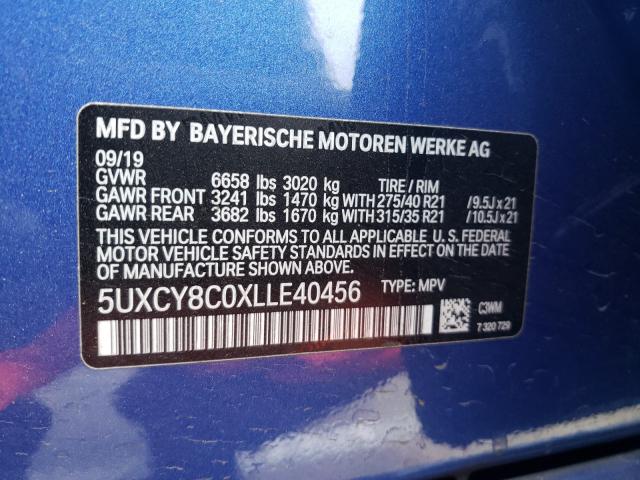 MFD BY BAYERISCHE MOTOREN WERKE AG
09/19
GVWR 6658 lbs 3020 kg TIRE / RIM
GAWR FRONT 3241 lbs 1470 kg WITH 275/40 R21 /9.5J x 21
GAWR REAR 3682 lbs 1670 kg WITH 315/35 R21 /10.5J x 21
THIS VEHICLE CONFORMS TO ALL APPLICABLE U. S. FEDERAL
MOTOR VEHICLE SAFETY STANDARDS IN EFFECT ON THE
DATE OF MANUFACTURE SHOWN ABOVE.
5UXCY8C0XLLE40456 TYPE: MPV
C3WM
7 320 729